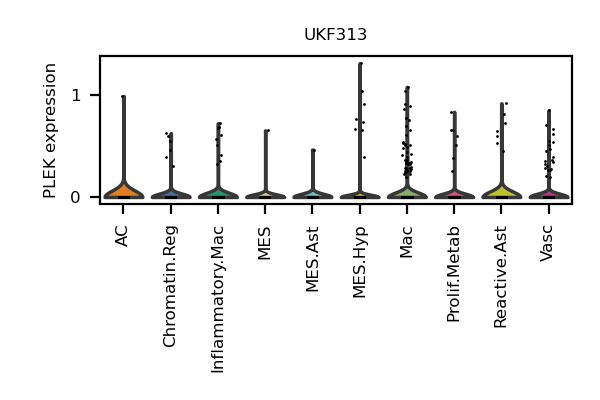 UKF313
PLEK expression
1
0
AC
Chromatin.Reg
Inflammatory.Mac
MES
MES.Ast
MES.Hyp
Mac
Prolif.Metab
Reactive.Ast
Vasc